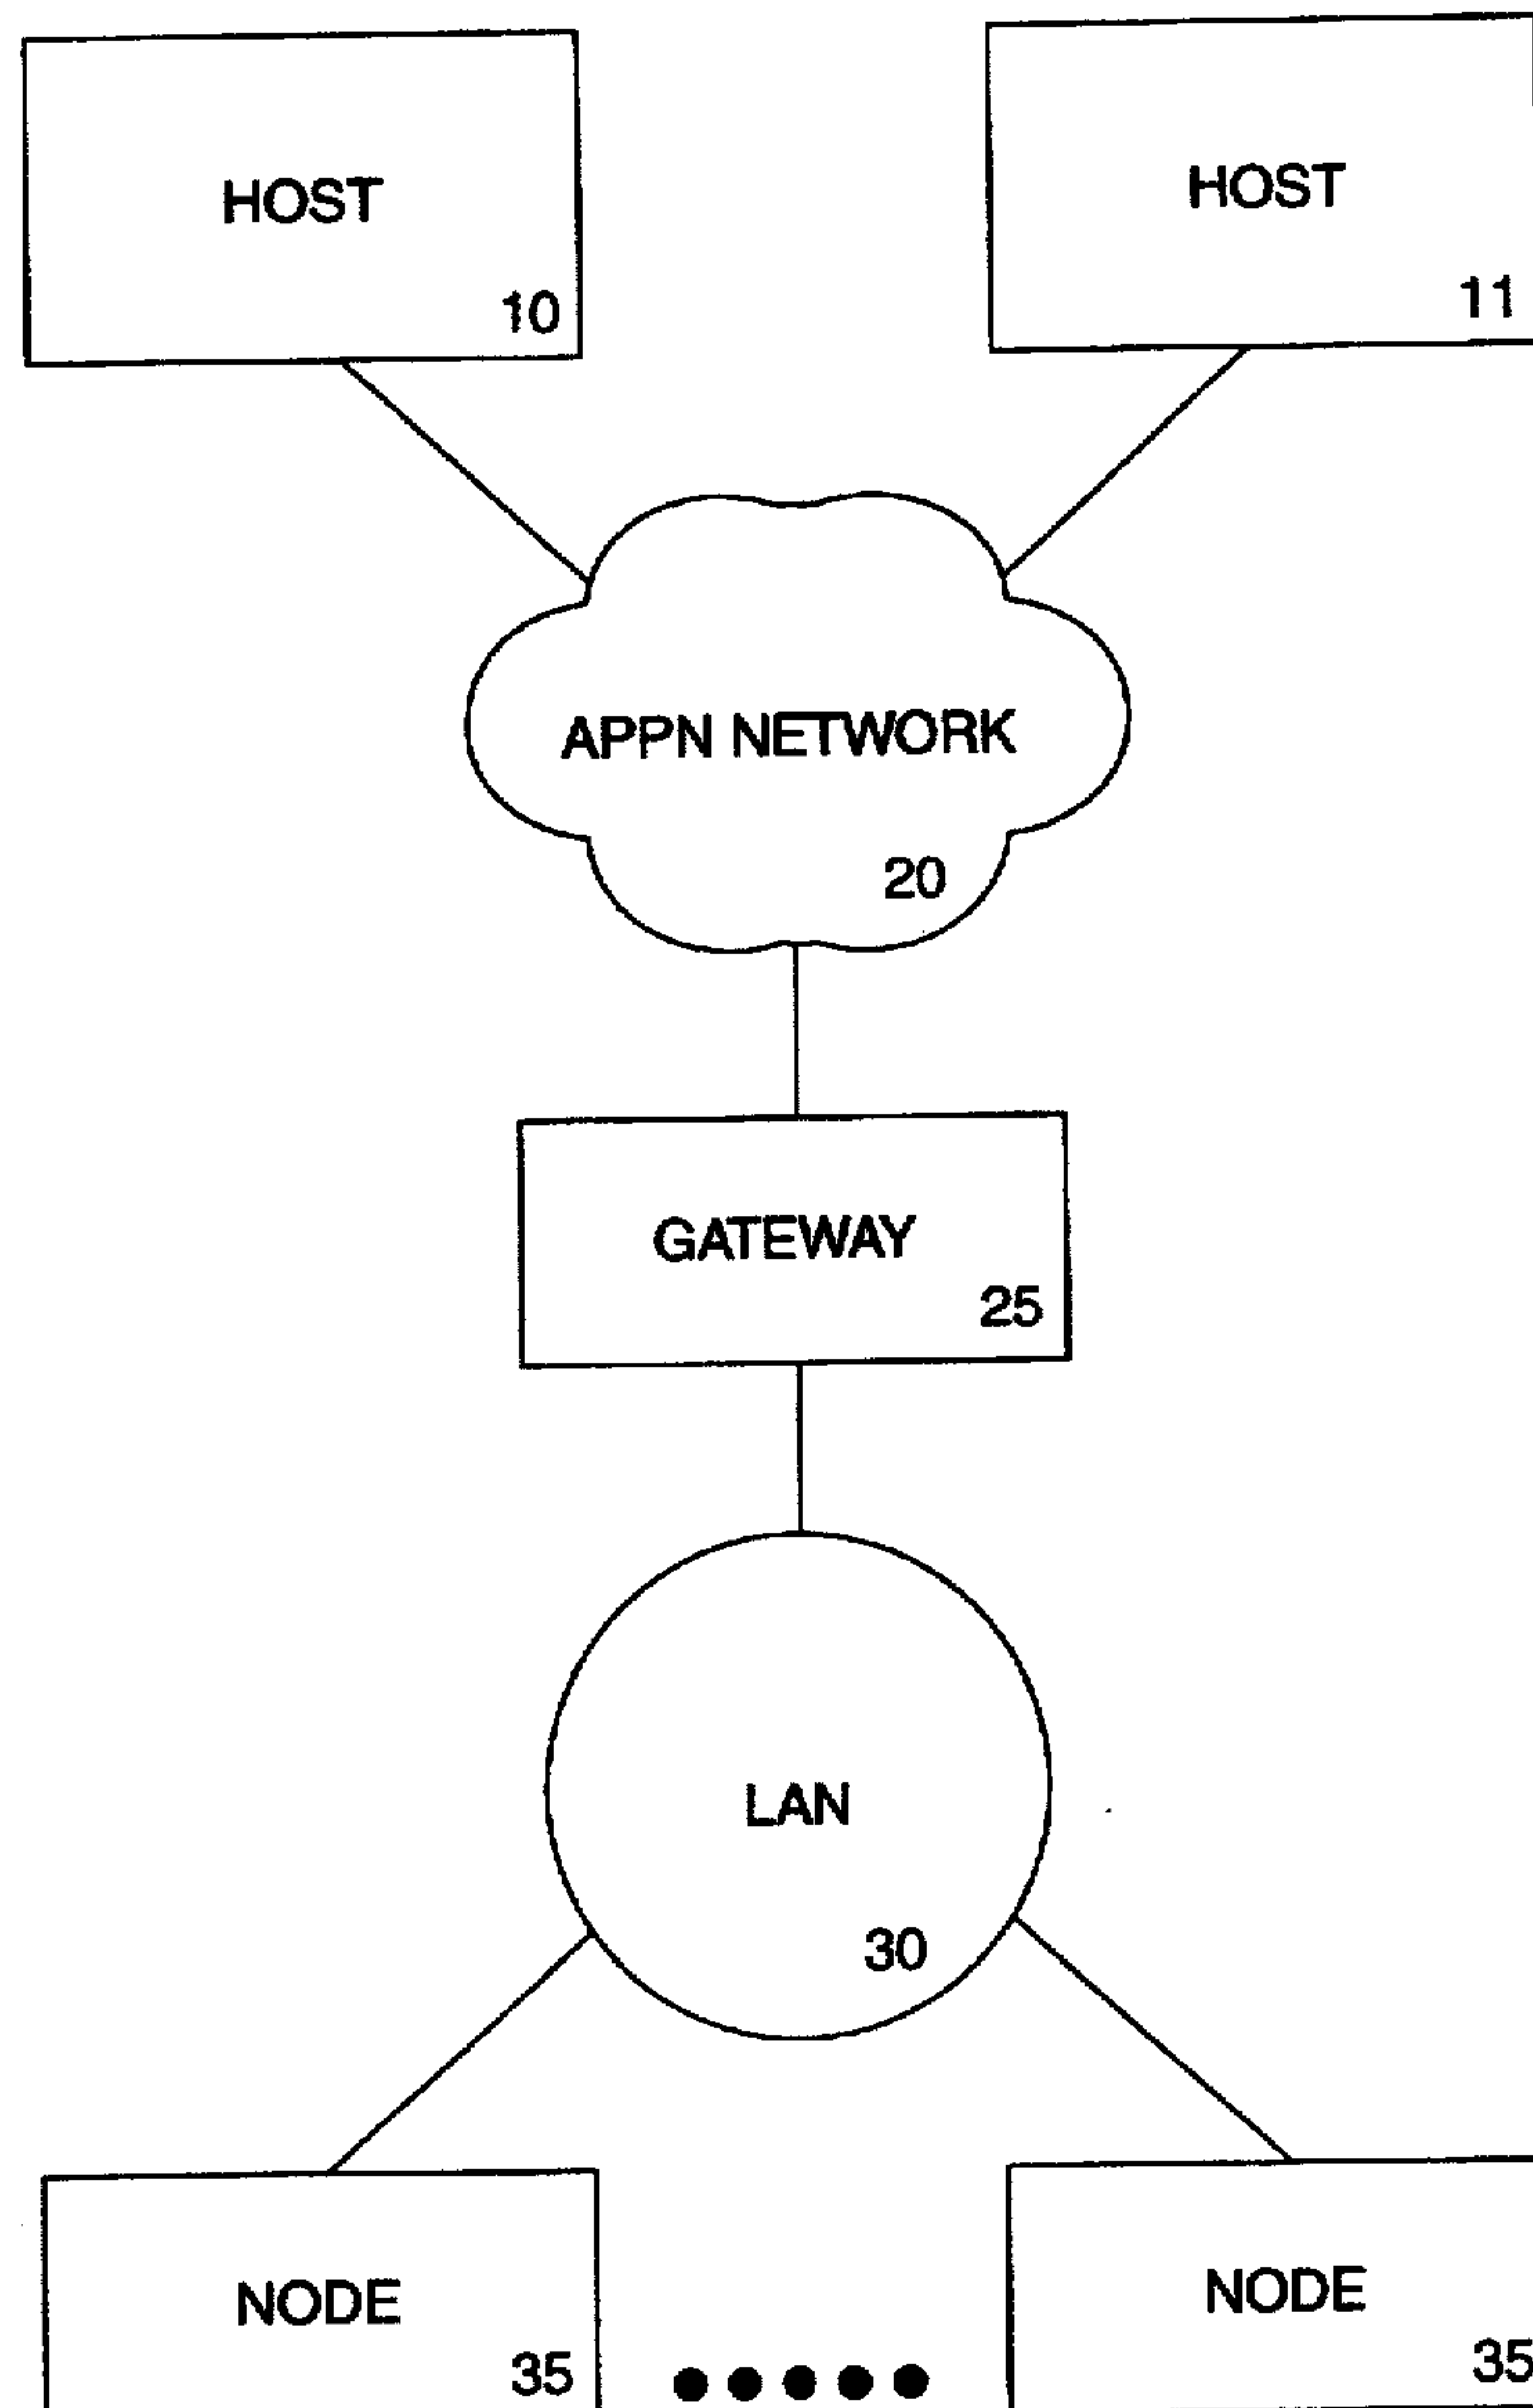 HOST
10
HOST
11
APPN NETWORK
20
GATEWAY
25
LAN
30
NODE
35
NODE
35